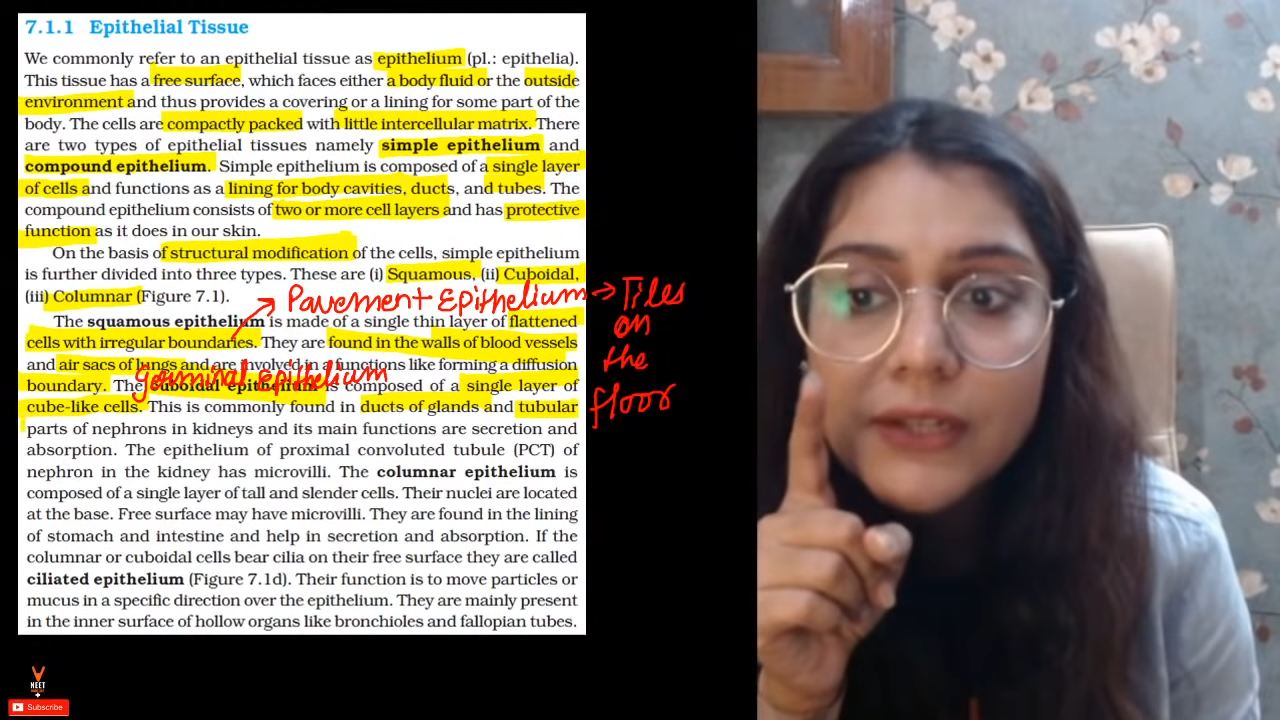 7.1.1 Epithelial Tissue
We commonly refer to an epithelial tissue as epithelium (pl.: epithelia).
This tissue has a free surface, which faces either a body fluid or the outside
environment and thus provides a covering or a lining for some part of the
body. The cells are compactly packed with little intercellular matrix. There
are two types of epithelial tissues namely simple epithelium and
compound epithelium. Simple epithelium is composed of a single layer
of cells and functions as a lining for body cavities, ducts, and tubes. The
compound epithelium consists of two or more cell layers and has protective
function as it does in our skin.
On the basis of structural modification of the cells, simple epithelium
is further divided into three types. These are (i) Squamous, (ii) Cuboidal,
(iii) Columnar (Figure 7.1).
Pavement Epithelium → Tiles
on
the
floor
The squamous epithelium is made of a single thin layer of flattened
cells with irregular boundaries. They are found in the walls of blood vessels
and air sacs of lungs and are involved in a functions like forming a diffusion
germinal epithelium
boundary. The cuboidal epithelium is composed of a single layer of
cube-like cells. This is commonly found in ducts of glands and tubular
parts of nephrons in kidneys and its main functions are secretion and
absorption. The epithelium of proximal convoluted tubule (PCT) of
nephron in the kidney has microvilli. The columnar epithelium is
composed of a single layer of tall and slender cells. Their nuclei are located
at the base. Free surface may have microvilli. They are found in the lining
of stomach and intestine and help in secretion and absorption. If the
columnar or cuboidal cells bear cilia on their free surface they are called
ciliated epithelium (Figure 7.1d). Their function is to move particles or
mucus in a specific direction over the epithelium. They are mainly present
in the inner surface of hollow organs like bronchioles and fallopian tubes.
NEET
Subscribe